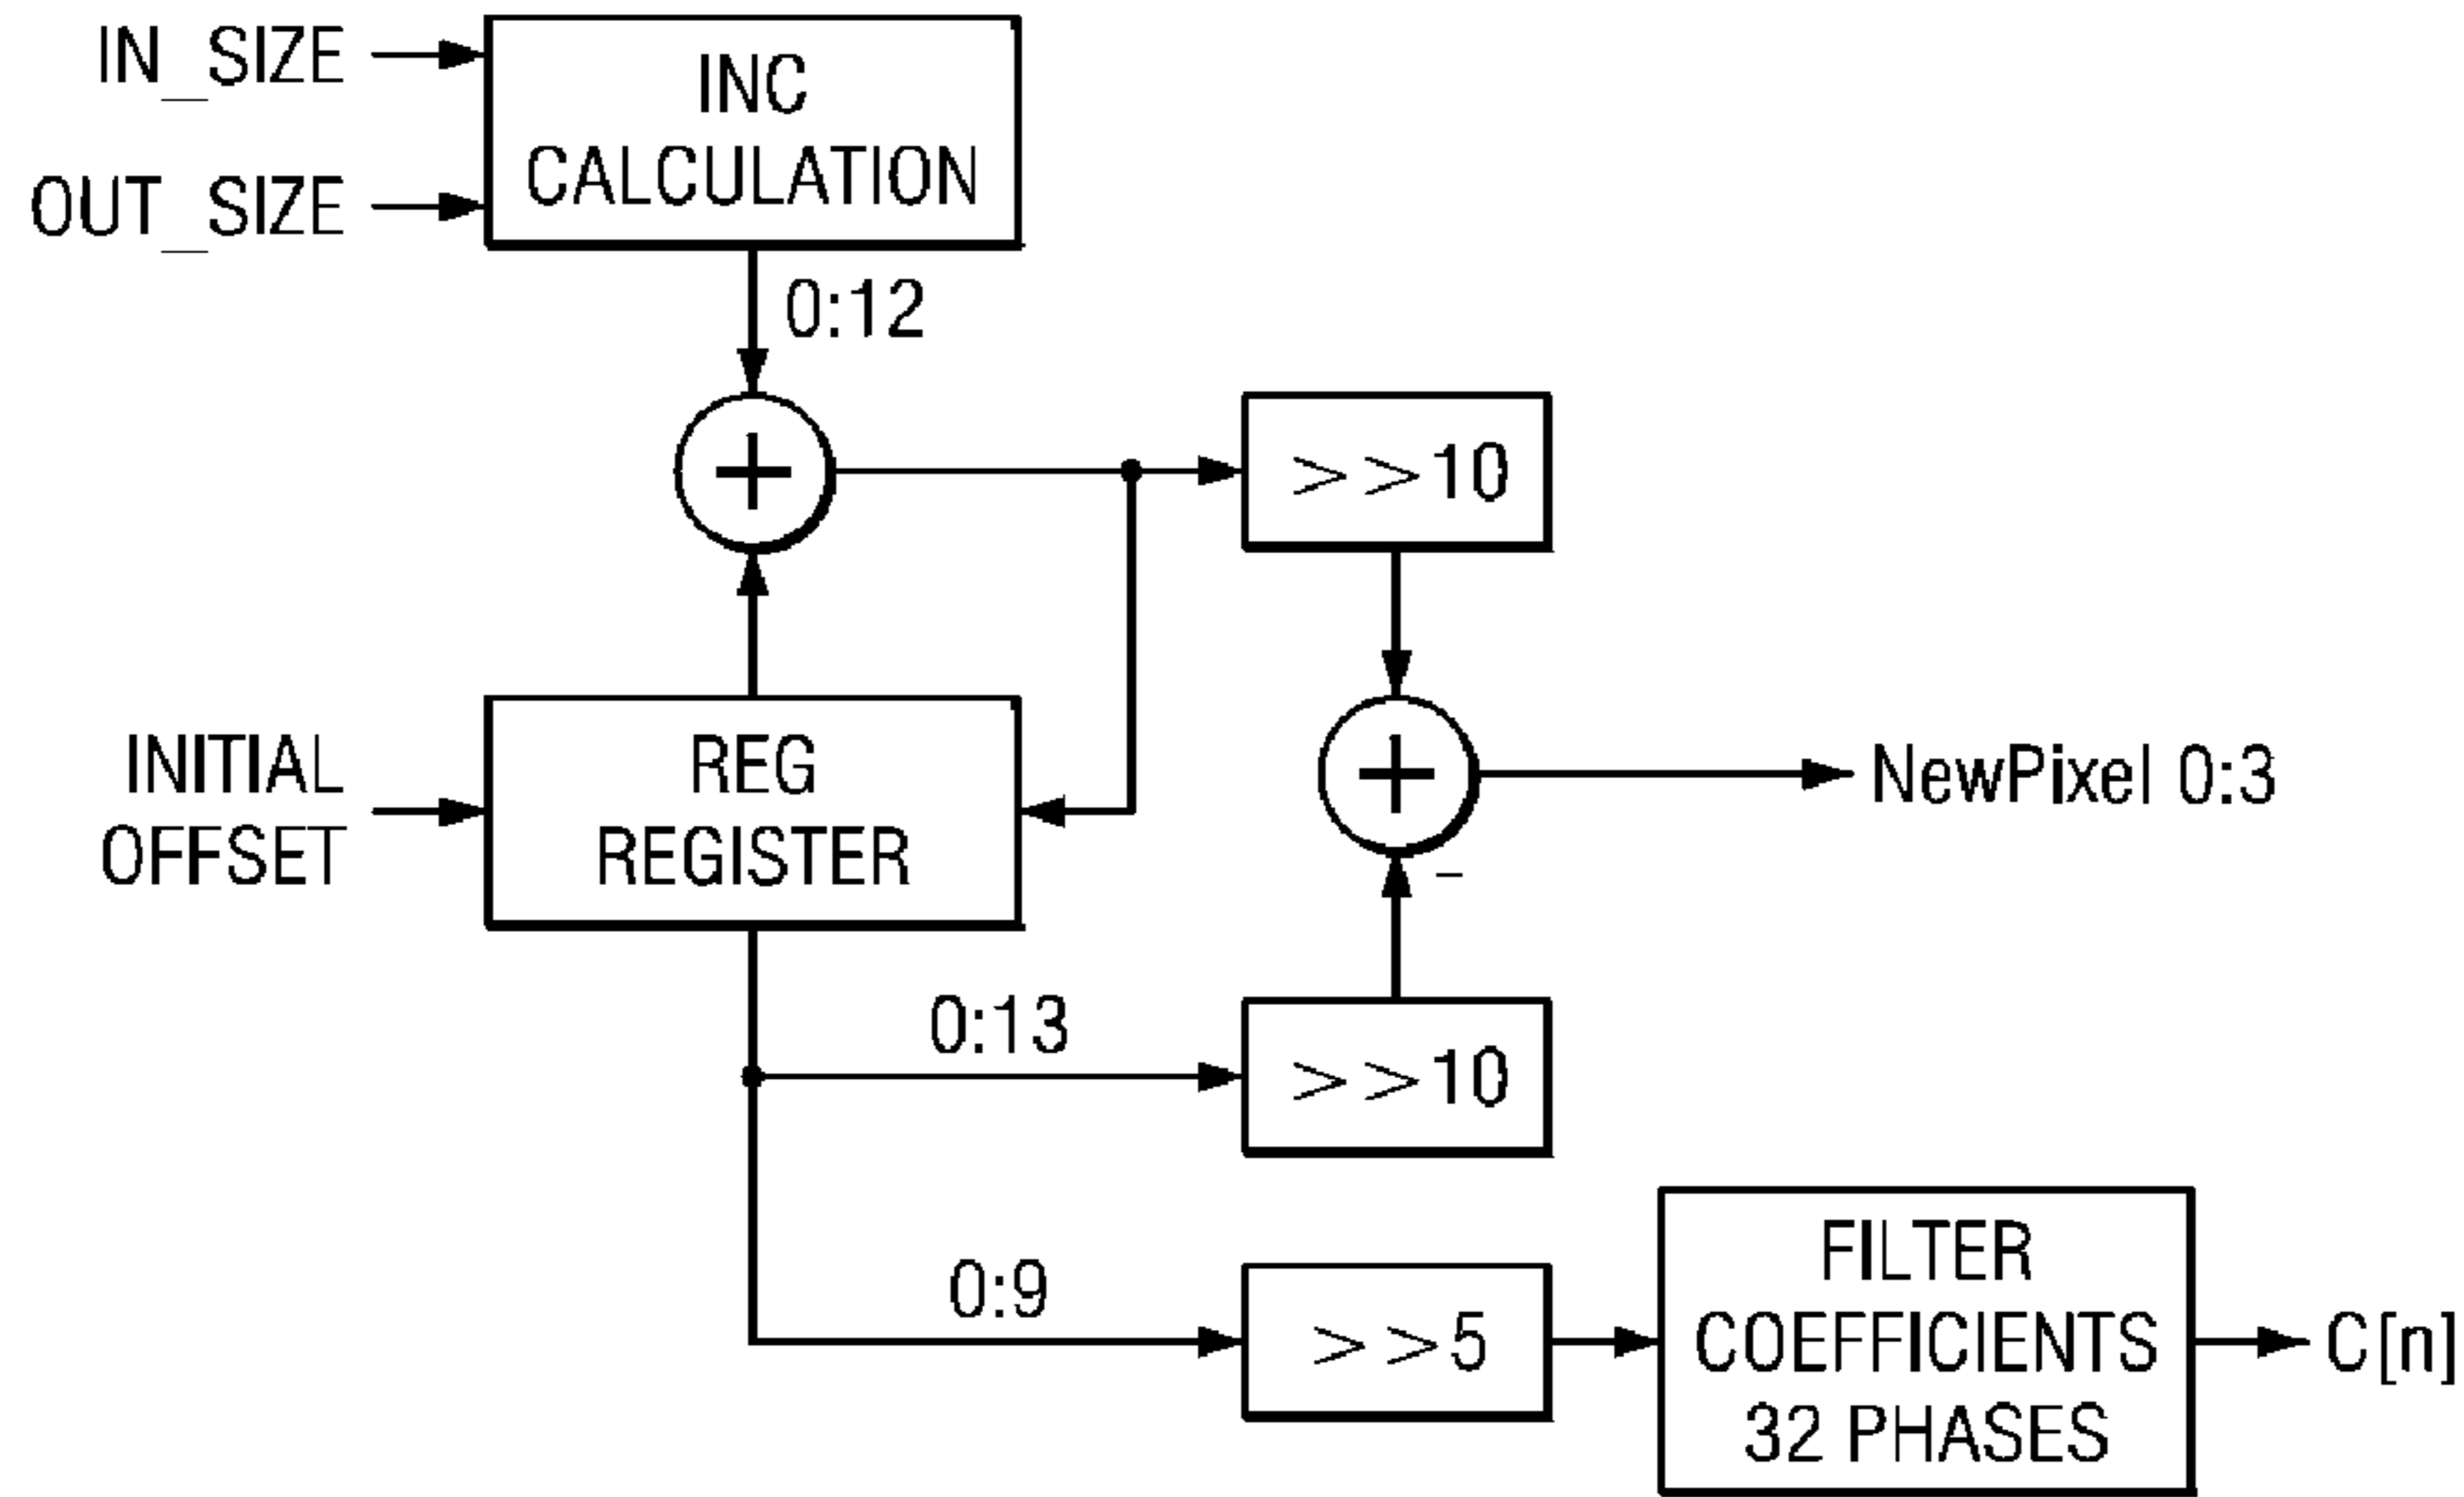 IN_SIZE
OUT_SIZE
INC
CALCULATION
0:12
+
>>10
INITIAL
OFFSET
REG
REGISTER
+
−
NewPixel 0:3
0:13
>>10
0:9
>>5
FILTER
COEFFICIENTS
32 PHASES
C[n]